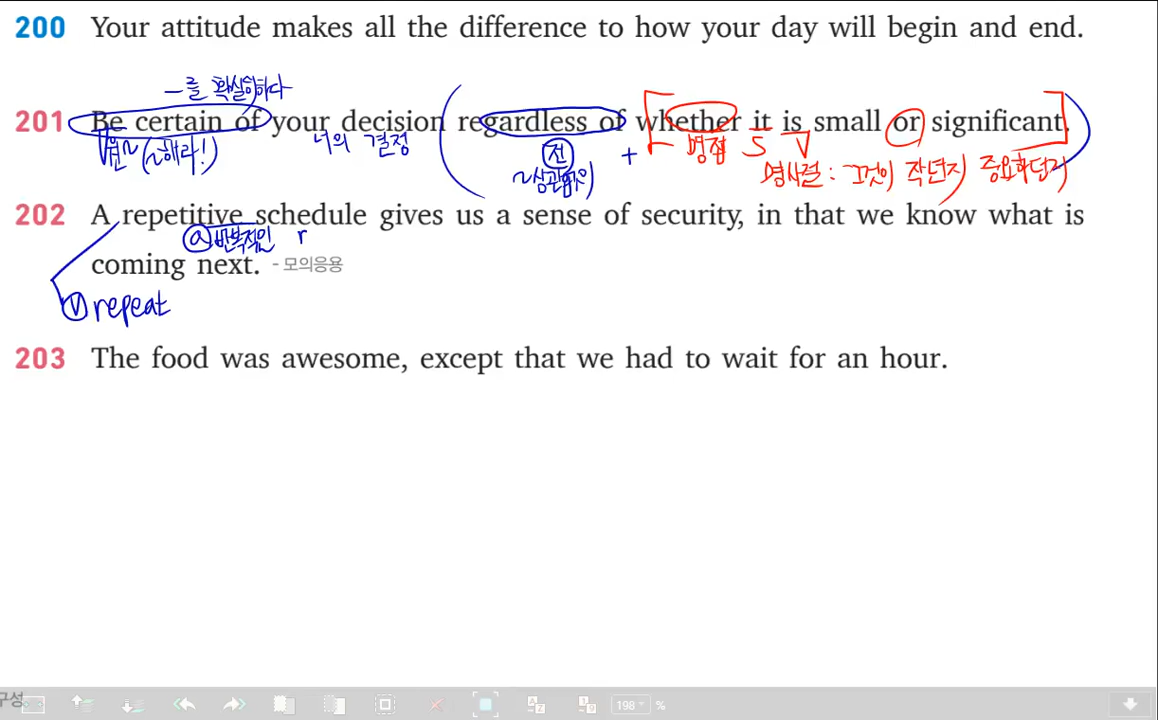 200 Your attitude makes all the difference to how your day will begin and end.
―를 확실히하다
201 Be certain of your decision regardless of whether it is small or significant.
(~해라!) 너의 결정 전 + 명접 S V
~상관없이 명사절: 그것이 작던지 중요하던지
202 A repetitive schedule gives us a sense of security, in that we know what is
ⓐ반복적인 r
coming next. - 모의응용
ⓥrepeat
203 The food was awesome, except that we had to wait for an hour.
구성
198 %